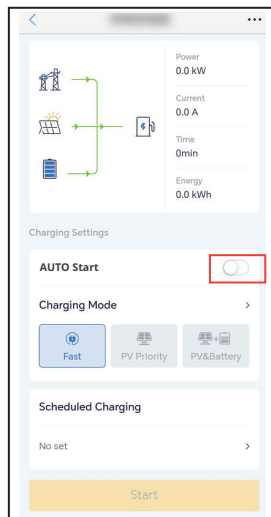 Power
0.0 kW
Current
0.0 A
Time
0min
Energy
0.0 kWh
Charging Settings
AUTO Start
Charging Mode
Fast
PV Priority
PV&Battery
Scheduled Charging
No set
Start